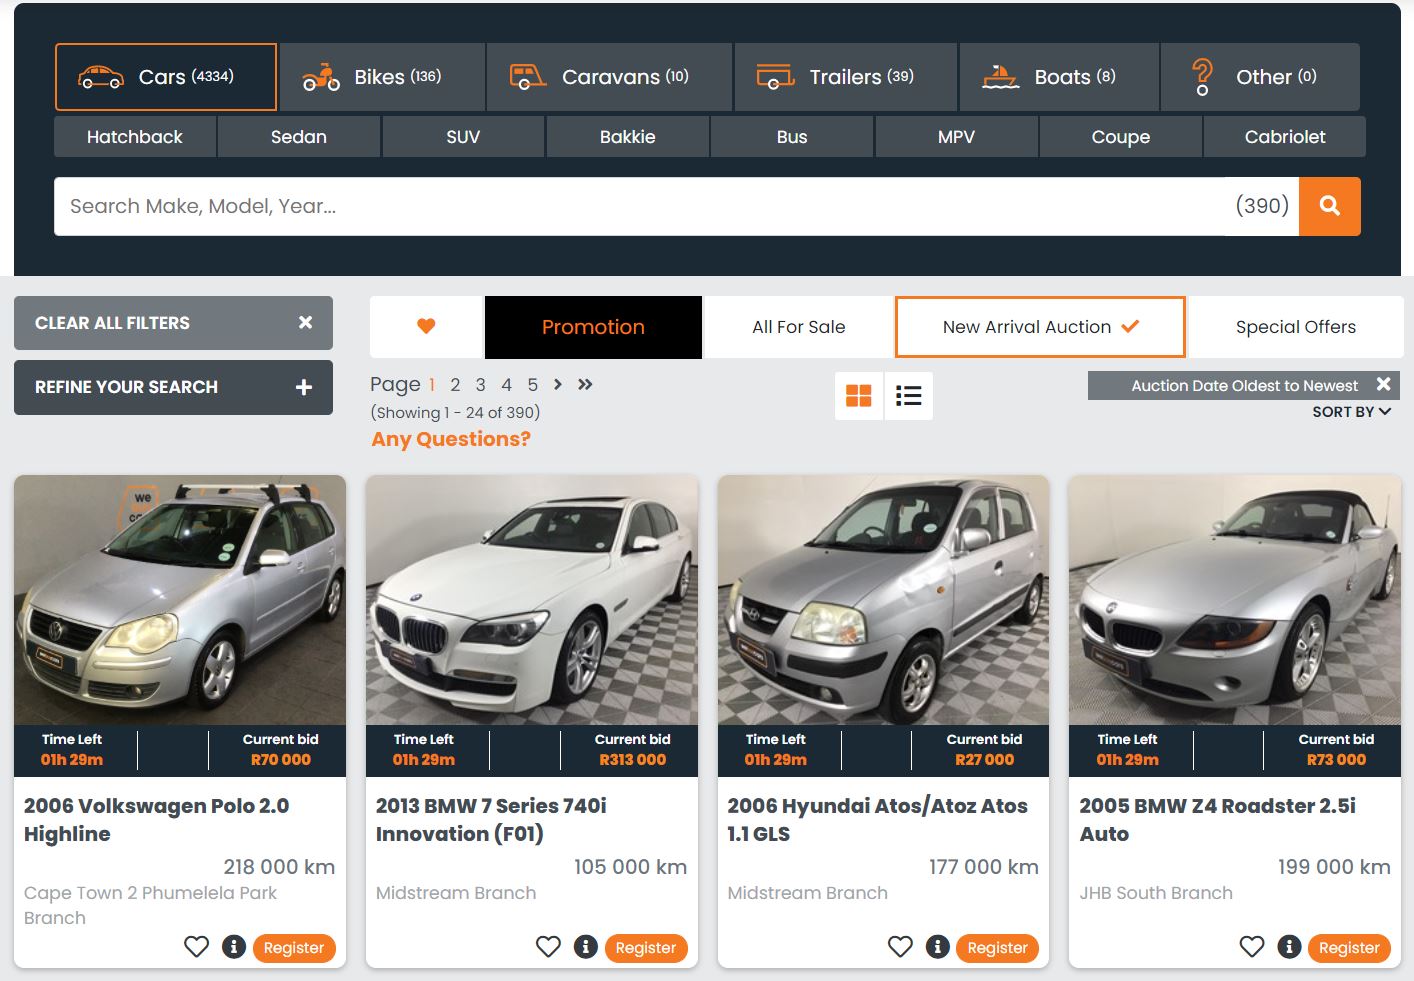 Cars (4334)
Bikes (136)
Caravans (10)
Trailers (39)
Boats (8)
Other (0)
Hatchback
Sedan
SUV
Bakkie
Bus
MPV
Coupe
Cabriolet
Search Make, Model, Year...
(390)
CLEAR ALL FILTERS
REFINE YOUR SEARCH
Promotion
All For Sale
New Arrival Auction
Special Offers
Page 1 2 3 4 5
(Showing 1 - 24 of 390)
Any Questions?
Auction Date Oldest to Newest
SORT BY
we
Time Left
01h 29m
Current bid
R70 000
2006 Volkswagen Polo 2.0
Highline
218 000 km
Cape Town 2 Phumelela Park
Branch
Register
Time Left
01h 29m
Current bid
R313 000
2013 BMW 7 Series 740i
Innovation (F01)
105 000 km
Midstream Branch
Register
Time Left
01h 29m
Current bid
R27 000
2006 Hyundai Atos/Atoz Atos
1.1 GLS
177 000 km
Midstream Branch
Register
Time Left
01h 29m
Current bid
R73 000
2005 BMW Z4 Roadster 2.5i
Auto
199 000 km
JHB South Branch
Register